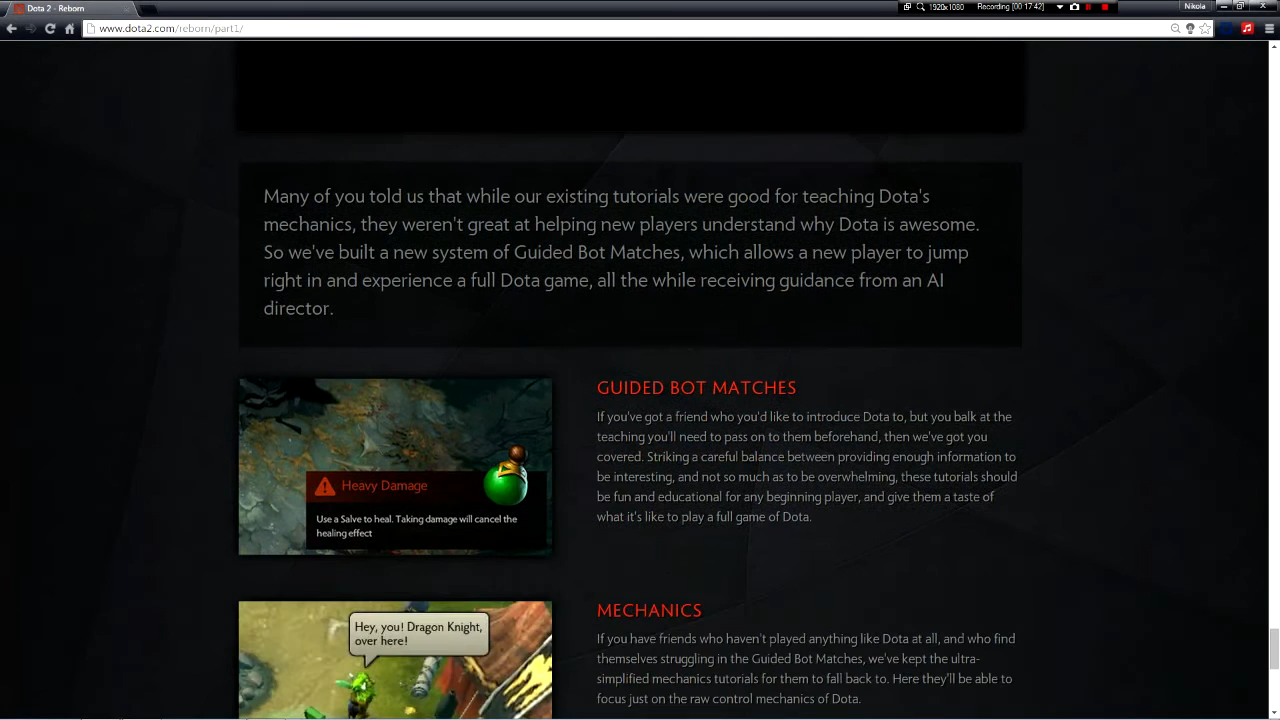 Dota 2 - Reborn
1920x1080
Recording [00:17:42]
Nikola
www.dota2.com/reborn/part1/
Many of you told us that while our existing tutorials were good for teaching Dota's
mechanics, they weren't great at helping new players understand why Dota is awesome.
So we've built a new system of Guided Bot Matches, which allows a new player to jump
right in and experience a full Dota game, all the while receiving guidance from an AI
director.
Heavy Damage
Use a Salve to heal. Taking damage will cancel the
healing effect
GUIDED BOT MATCHES
If you've got a friend who you'd like to introduce Dota to, but you balk at the
teaching you'll need to pass on to them beforehand, then we've got you
covered. Striking a careful balance between providing enough information to
be interesting, and not so much as to be overwhelming, these tutorials should
be fun and educational for any beginning player, and give them a taste of
what it's like to play a full game of Dota.
Hey, you! Dragon Knight,
over here!
MECHANICS
If you have friends who haven't played anything like Dota at all, and who find
themselves struggling in the Guided Bot Matches, we've kept the ultra-
simplified mechanics tutorials for them to fall back to. Here they'll be able to
focus just on the raw control mechanics of Dota.